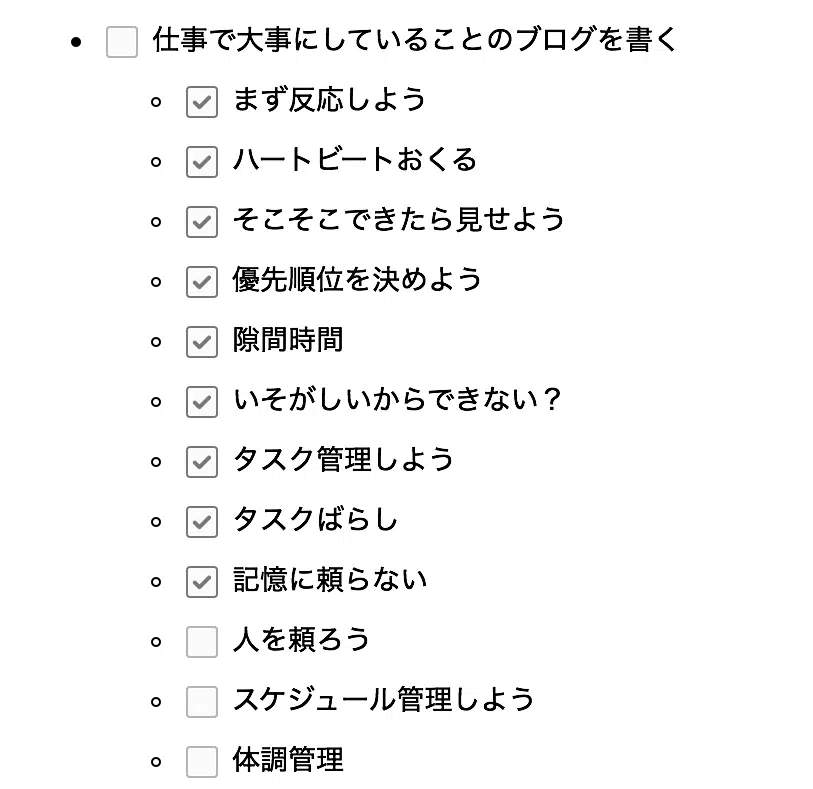 仕事で大事にしていることのブログを書く
まず反応しよう
ハートビートおくる
そこそこできたら見せよう
優先順位を決めよう
隙間時間
いそがしいからできない？
タスク管理しよう
タスクばらし
記憶に頼らない
人を頼ろう
スケジュール管理しよう
体調管理